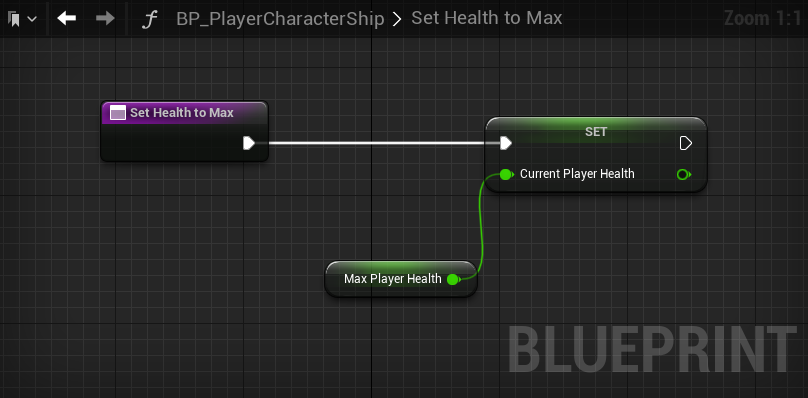 BP_PlayerCharacterShip > Set Health to Max
Zoom 1:1
Set Health to Max
SET
Current Player Health
Max Player Health
BLUEPRINT